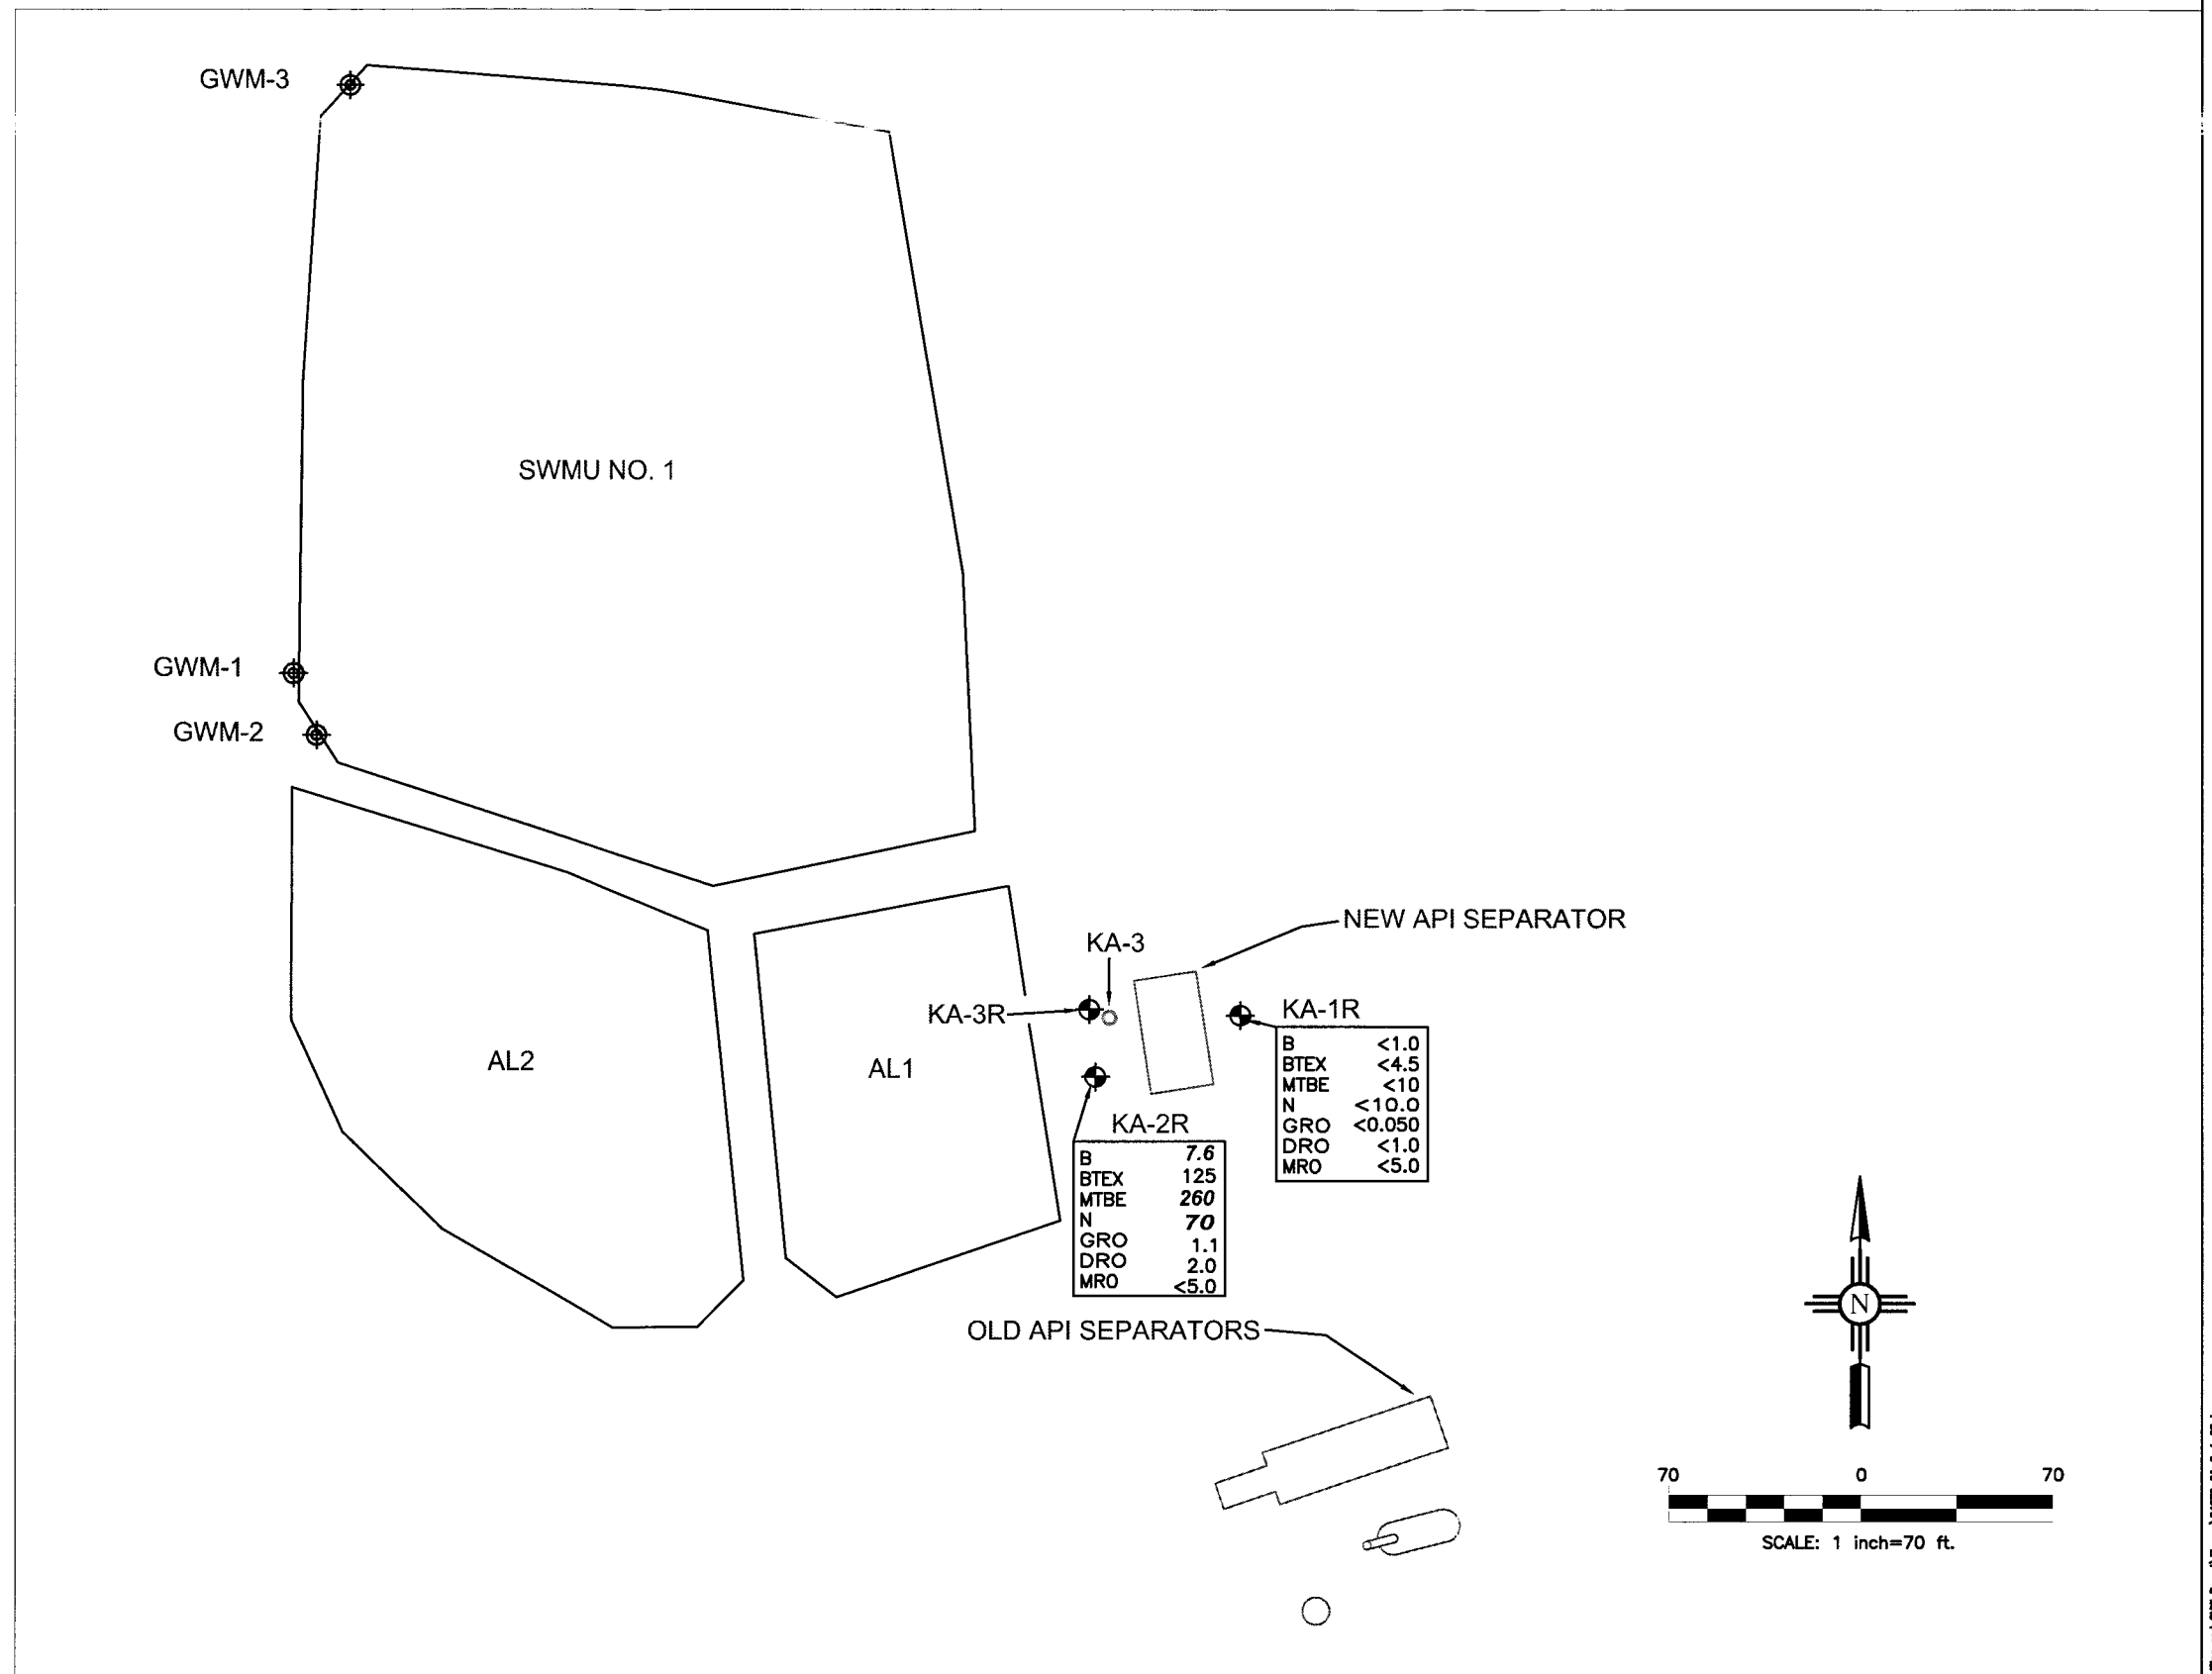 GWM-3
SWMU NO. 1
GWM-1
GWM-2
NEW API SEPARATOR
KA-3
KA-3R
KA-1R
B <1.0
BTEX <4.5
MTBE <10
N <10.0
GRO <0.050
DRO <1.0
MRO <5.0
AL2
AL1
KA-2R
B 7.6
BTEX 125
MTBE 260
N 70
GRO 1.1
DRO 2.0
MRO <5.0
OLD API SEPARATORS
N
70 0 70
SCALE: 1 inch=70 ft.